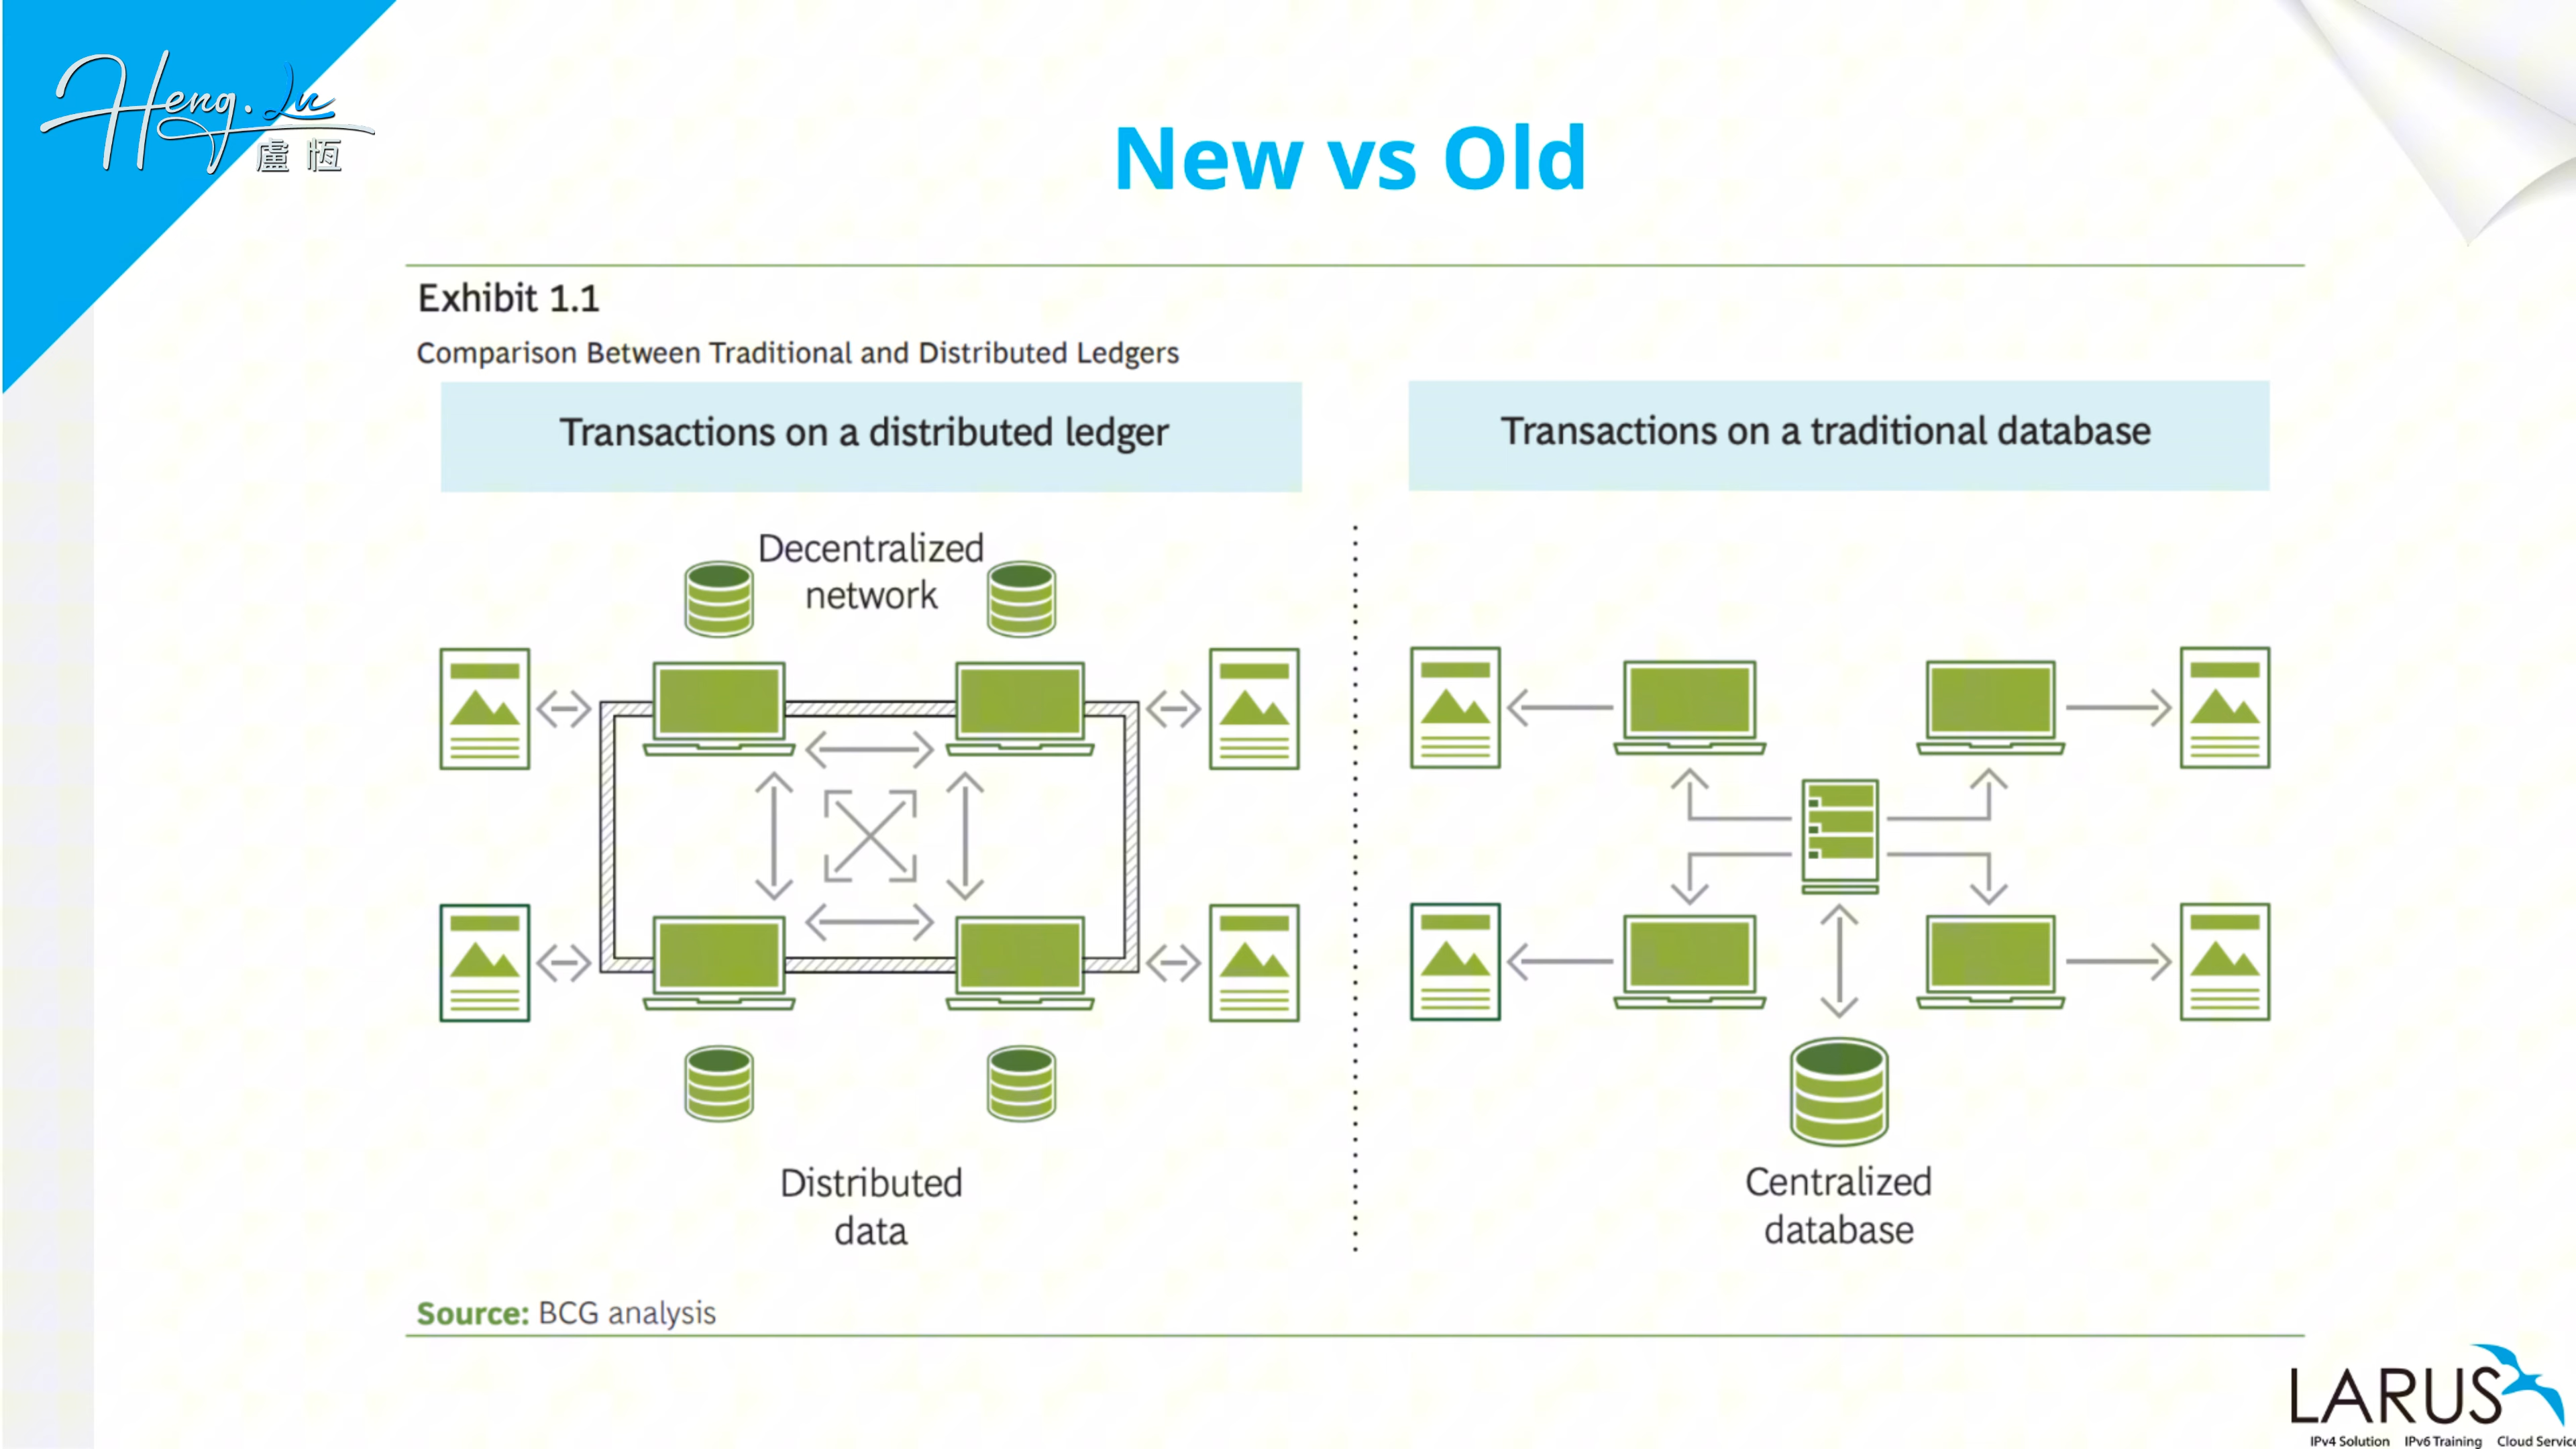 Heng.Lu
盧 恆
New vs Old
Exhibit 1.1
Comparison Between Traditional and Distributed Ledgers
Transactions on a distributed ledger
Transactions on a traditional database
Decentralized
network
Distributed
data
Centralized
database
Source: BCG analysis
LARUS
IPv4 Solution IPv6 Training Cloud Service